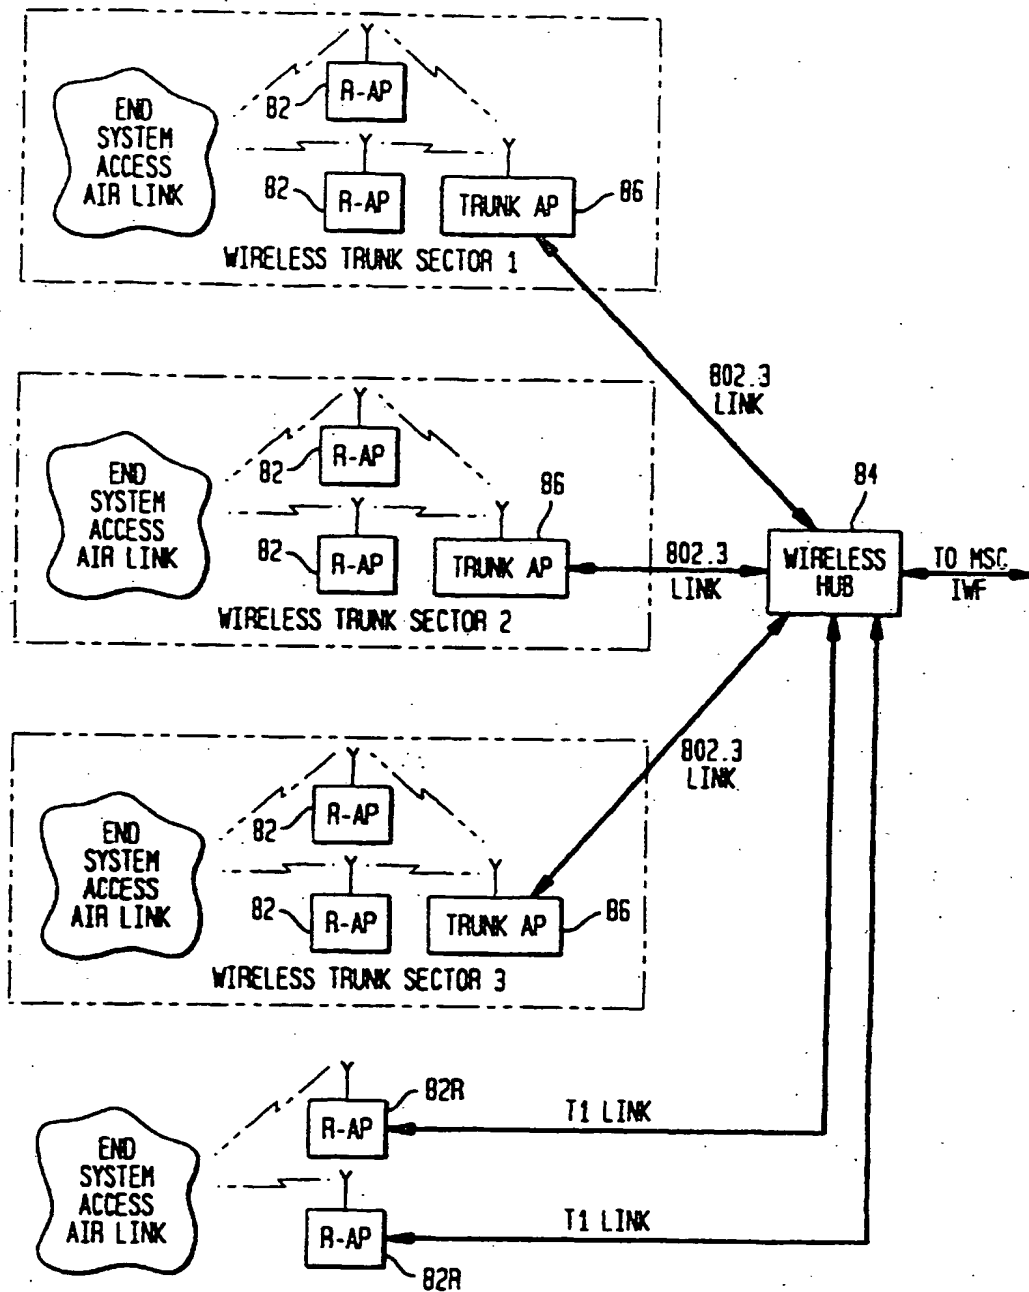 END
SYSTEM
ACCESS
AIR LINK
82
R-AP
82
R-AP
TRUNK AP
86
WIRELESS TRUNK SECTOR 1
802.3
LINK
END
SYSTEM
ACCESS
AIR LINK
82
R-AP
82
R-AP
86
TRUNK AP
WIRELESS TRUNK SECTOR 2
802.3
LINK
84
WIRELESS
HUB
TO MSC
IWF
END
SYSTEM
ACCESS
AIR LINK
82
R-AP
82
R-AP
TRUNK AP
86
WIRELESS TRUNK SECTOR 3
802.3
LINK
END
SYSTEM
ACCESS
AIR LINK
82R
R-AP
T1 LINK
R-AP
82R
T1 LINK